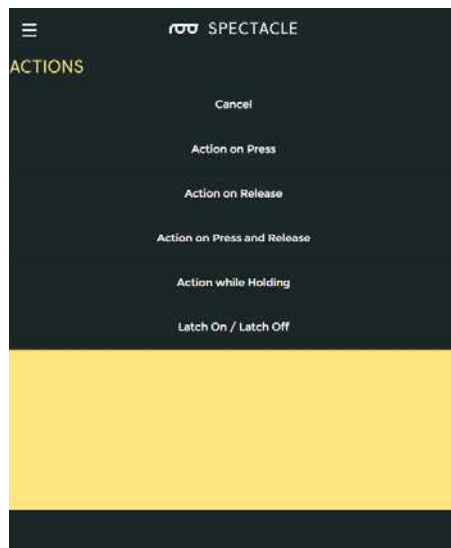 SPECTACLE
ACTIONS
Cancel
Action on Press
Action on Release
Action on Press and Release
Action while Holding
Latch On / Latch Off